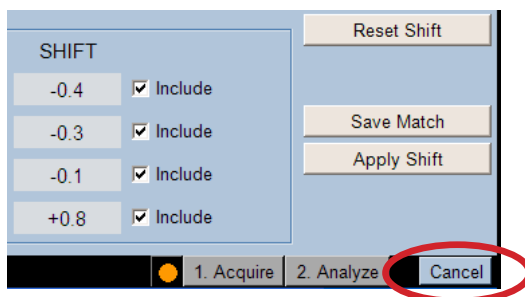 Reset Shift
SHIFT
-0.4 Include
-0.3 Include
Save Match
-0.1 Include
Apply Shift
+0.8 Include
1. Acquire 2. Analyze Cancel